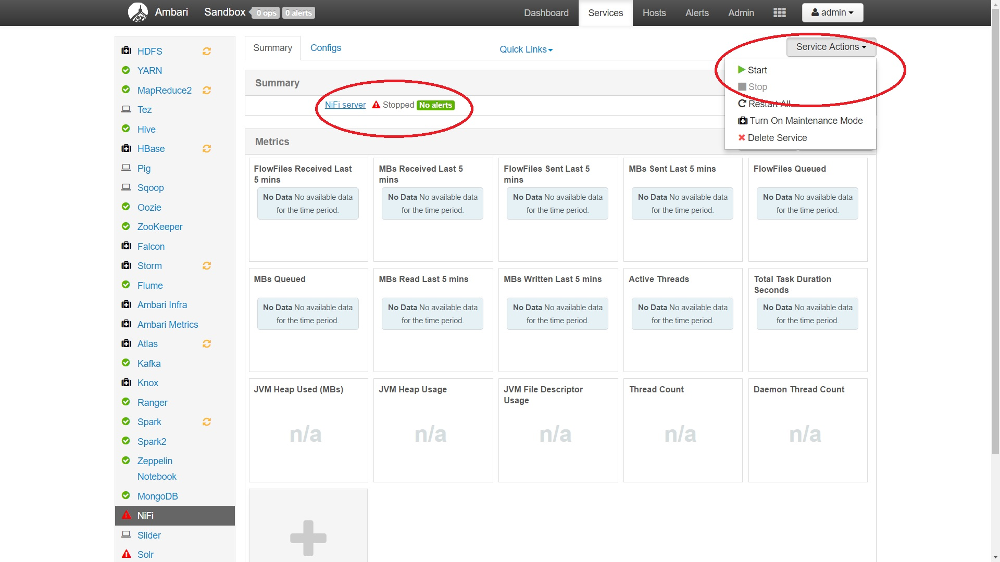 Ambari Sandbox 0 ops 0 alerts Dashboard Services Hosts Alerts Admin admin
HDFS
YARN
MapReduce2
Tez
Hive
HBase
Pig
Sqoop
Oozie
ZooKeeper
Falcon
Storm
Flume
Ambari Infra
Ambari Metrics
Atlas
Kafka
Knox
Ranger
Spark
Spark2
Zeppelin
Notebook
MongoDB
NiFi
Slider
Solr
Summary Configs Quick Links Service Actions
Start
Stop
Restart All
Turn On Maintenance Mode
Delete Service
Summary
NiFi server Stopped No alerts
Metrics
FlowFiles Received Last
5 mins
No Data No available data
for the time period.
MBs Received Last 5
mins
No Data No available data
for the time period.
FlowFiles Sent Last 5
mins
No Data No available data
for the time period.
MBs Sent Last 5 mins
No Data No available data
for the time period.
FlowFiles Queued
No Data No available data
for the time period.
MBs Queued
No Data No available data
for the time period.
MBs Read Last 5 mins
No Data No available data
for the time period.
MBs Written Last 5 mins
No Data No available data
for the time period.
Active Threads
No Data No available data
for the time period.
Total Task Duration
Seconds
No Data No available data
for the time period.
JVM Heap Used (MBs)
n/a
JVM Heap Usage
n/a
JVM File Descriptor
Usage
n/a
Thread Count
n/a
Daemon Thread Count
n/a